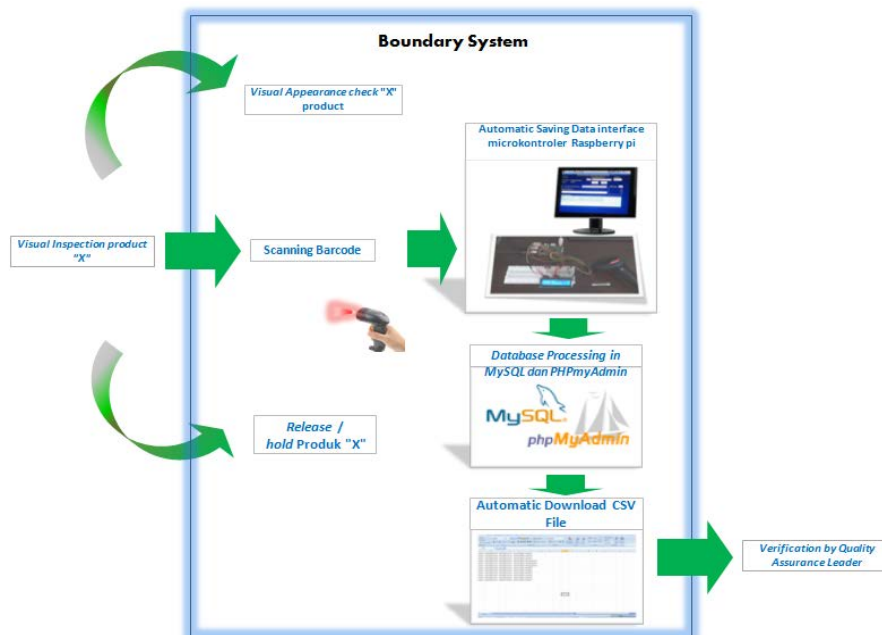 Boundary System
Visual Appearance check "X"
product
Automatic Saving Data interface
microkontroler Raspberry pi
Visual Inspection product
"X"
Scanning Barcode
Database Processing in
MySQL dan PHPmyAdmin
MySQL
phpMyAdmin
Release /
hold Produk "X"
Automatic Download CSV
File
Verification by Quality
Assurance Leader